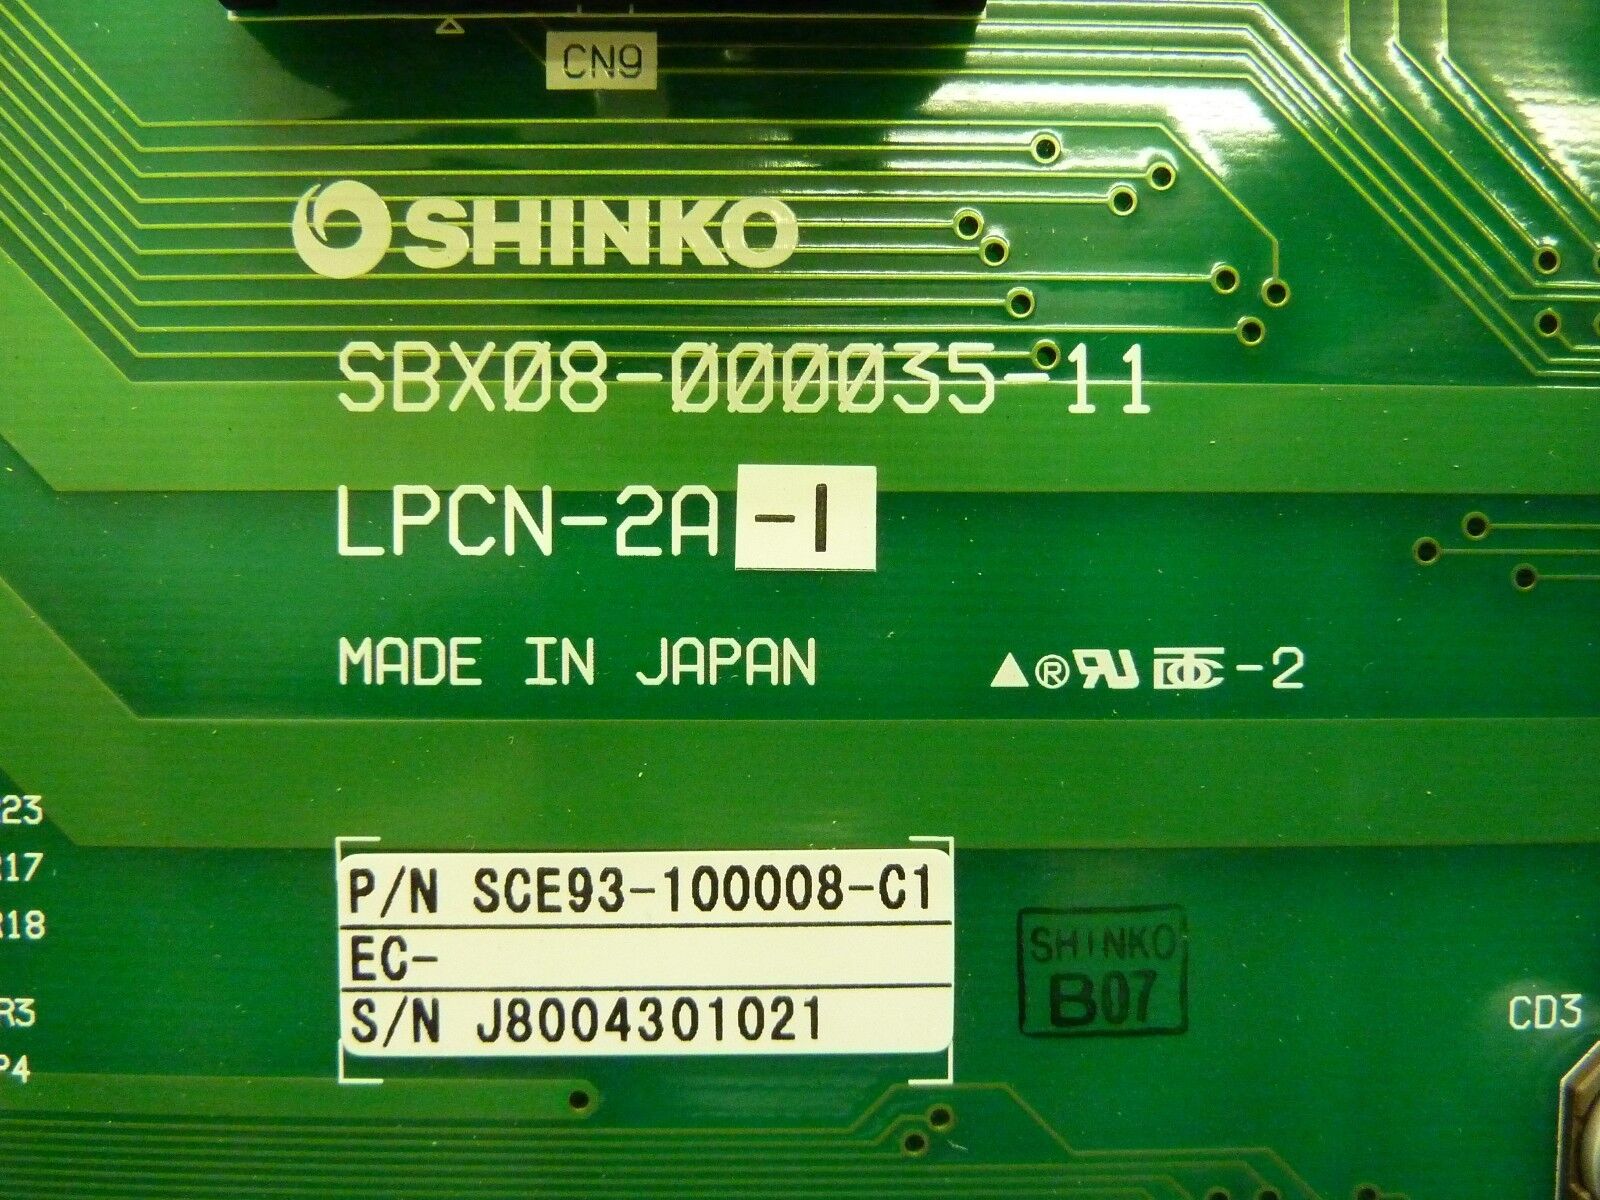 CN9
SHINKO
SBX08-000035-11
LPCN-2A-1
MADE IN JAPAN ▲®RU -2
23
R17
R18
P/N SCE93-100008-C1
EC-
S/N J8004301021
SHINKO
B07
R3
CD3
P4